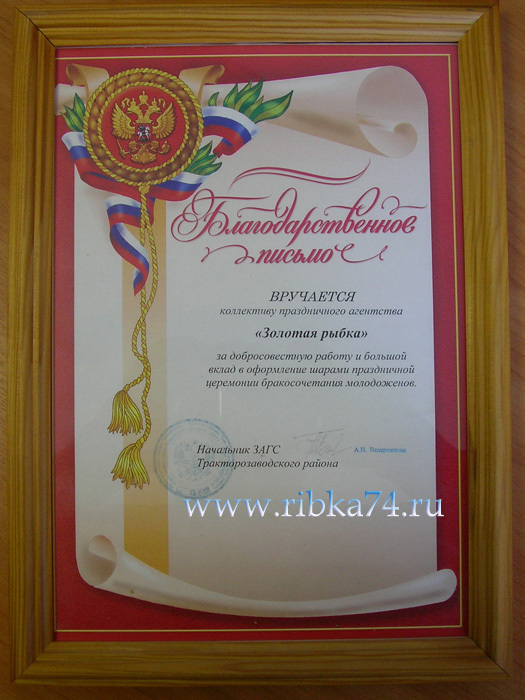 Благодарственное
письмо
ВРУЧАЕТСЯ
коллективу праздничного агентства
«Золотая рыбка»
за добросовестную работу и большой
вклад в оформление шарами праздничной
церемонии бракосочетания молодоженов.
Начальник ЗАГС
Тракторозаводского района
www.ribka74.ru